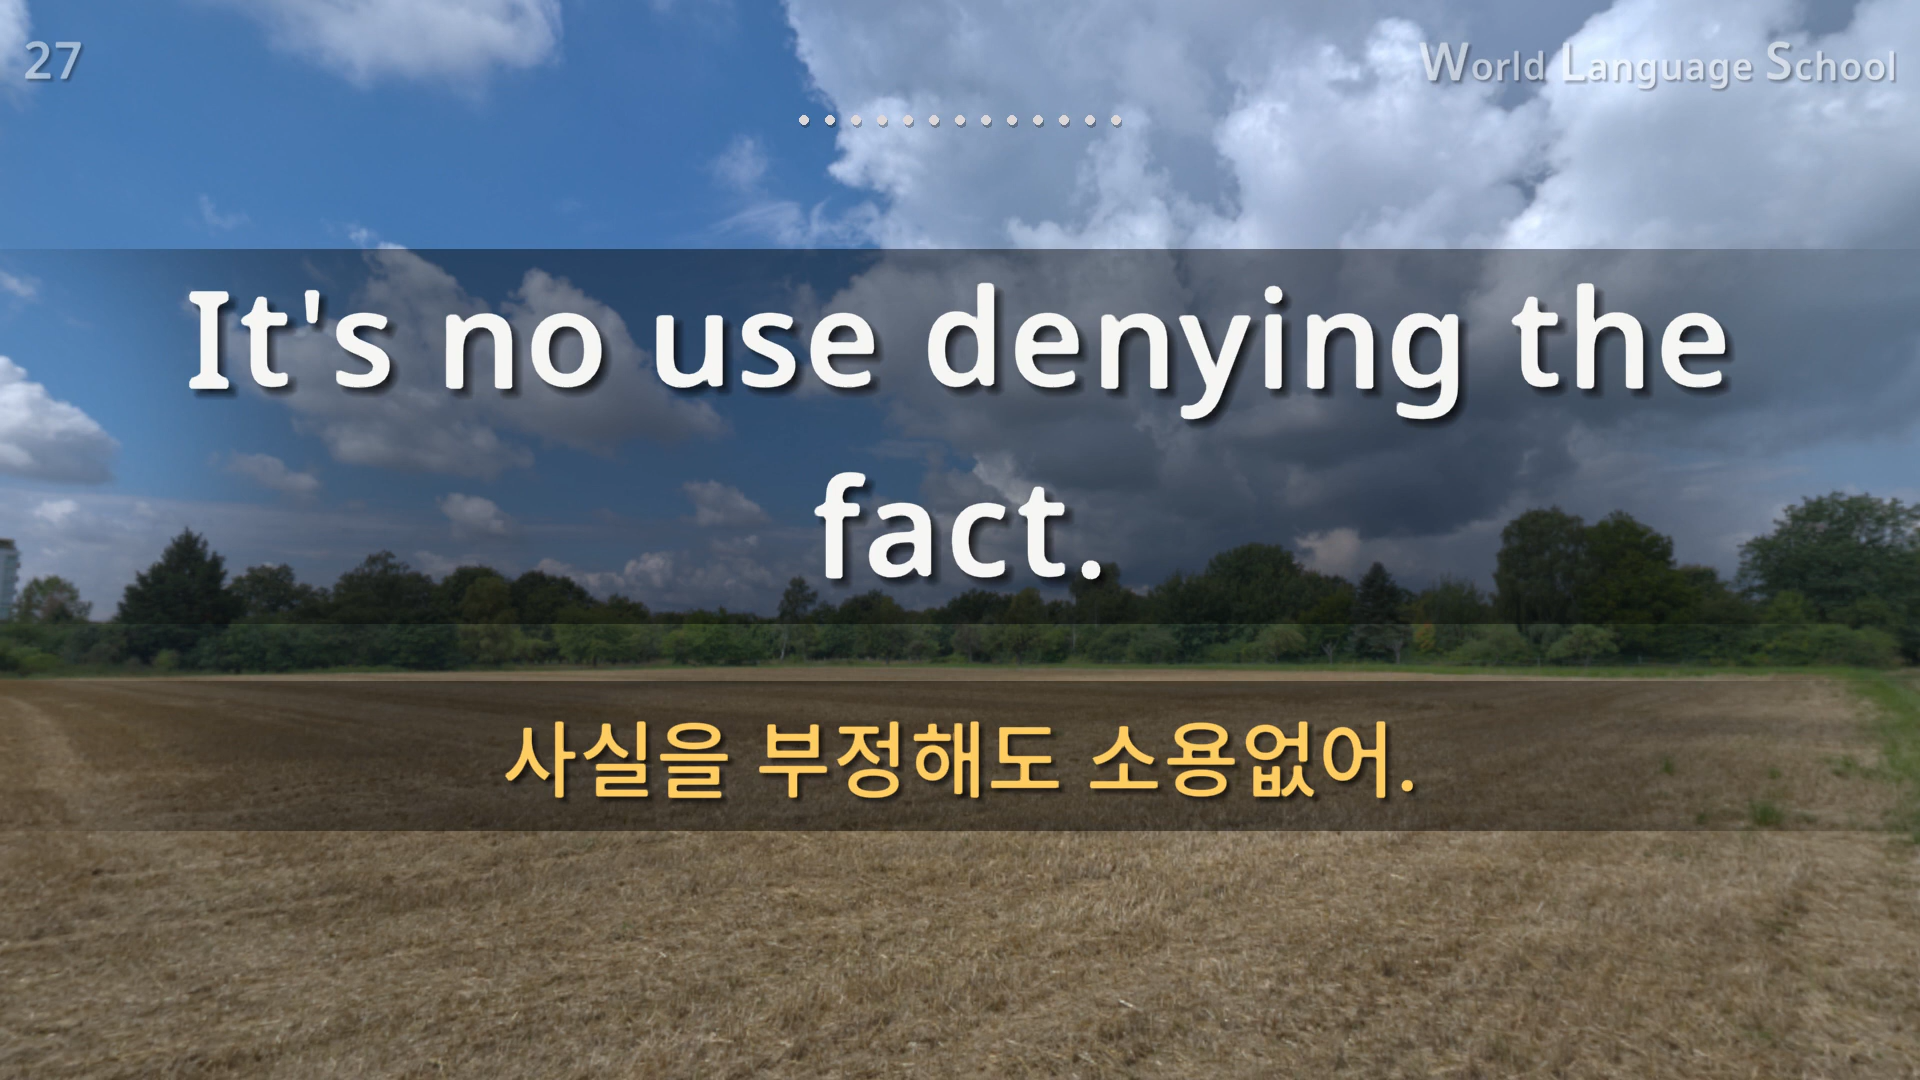 27
World Language School
It's no use denying the
fact.
사실을 부정해도 소용없어.